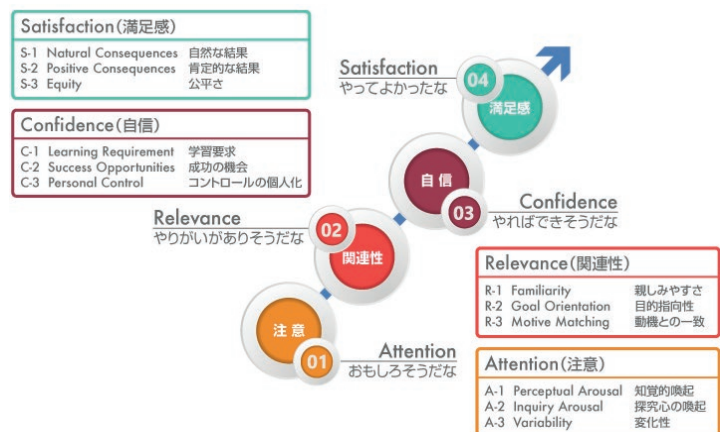 Satisfaction(満足感)
S-1 Natural Consequences 自然な結果
S-2 Positive Consequences 肯定的な結果
S-3 Equity 公平さ
Confidence(自信)
C-1 Learning Requirement 学習要求
C-2 Success Opportunities 成功の機会
C-3 Personal Control コントロールの個人化
Satisfaction
やってよかったな
04
満足感
自信
03
Confidence
やればできそうだな
Relevance
やりがいがありそうだな
02
関連性
注意
01
Attention
おもしろそうだな
Relevance(関連性)
R-1 Familiarity 親しみやすさ
R-2 Goal Orientation 目的指向性
R-3 Motive Matching 動機との一致
Attention(注意)
A-1 Perceptual Arousal 知覚的喚起
A-2 Inquiry Arousal 探究心の喚起
A-3 Variability 変化性